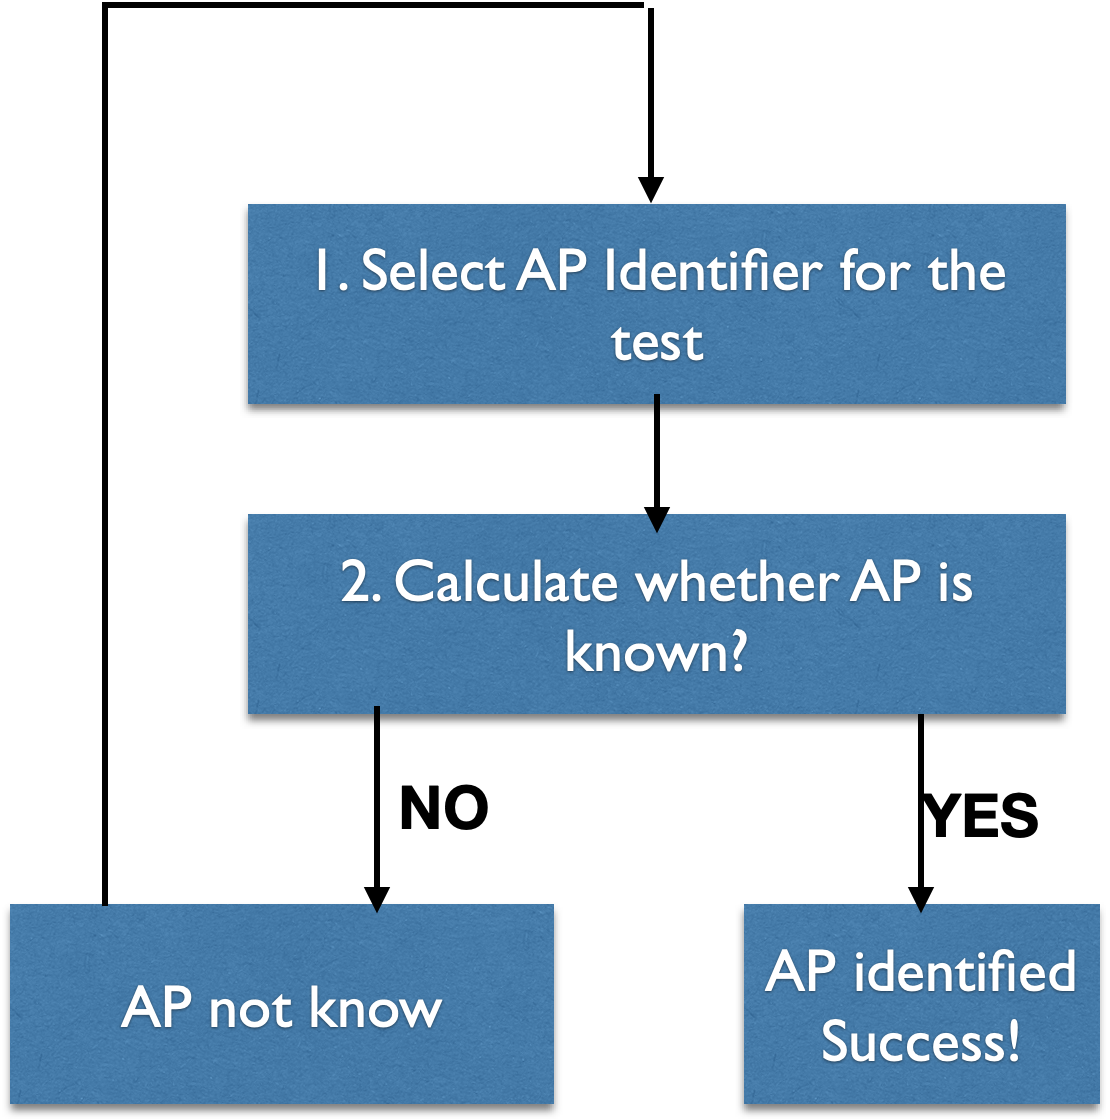 1. Select AP Identifier for the
test
2. Calculate whether AP is
known?
NO
YES
AP not know
AP identified
Success!